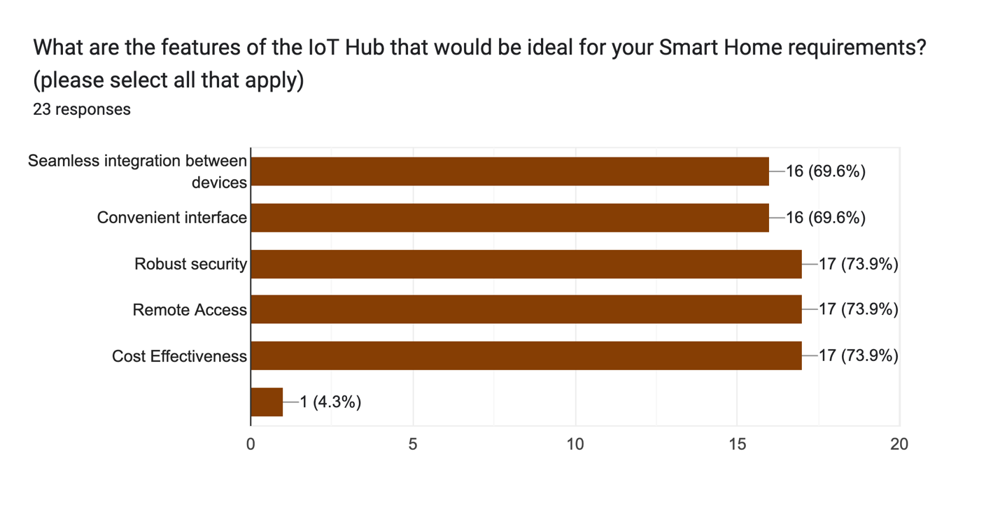 What are the features of the IoT Hub that would be ideal for your Smart Home requirements?
(please select all that apply)
23 responses
Seamless integration between
devices
16 (69.6%)
Convenient interface
16 (69.6%)
Robust security
17 (73.9%)
Remote Access
17 (73.9%)
Cost Effectiveness
17 (73.9%)
1 (4.3%)
0 5 10 15 20